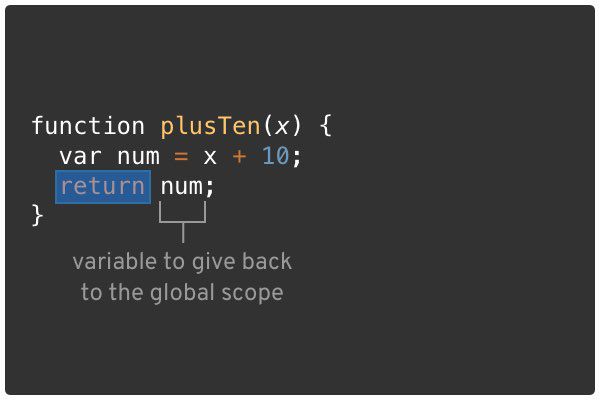 function plusTen(x) {
var num = x + 10;
return num;
}
variable to give back
to the global scope